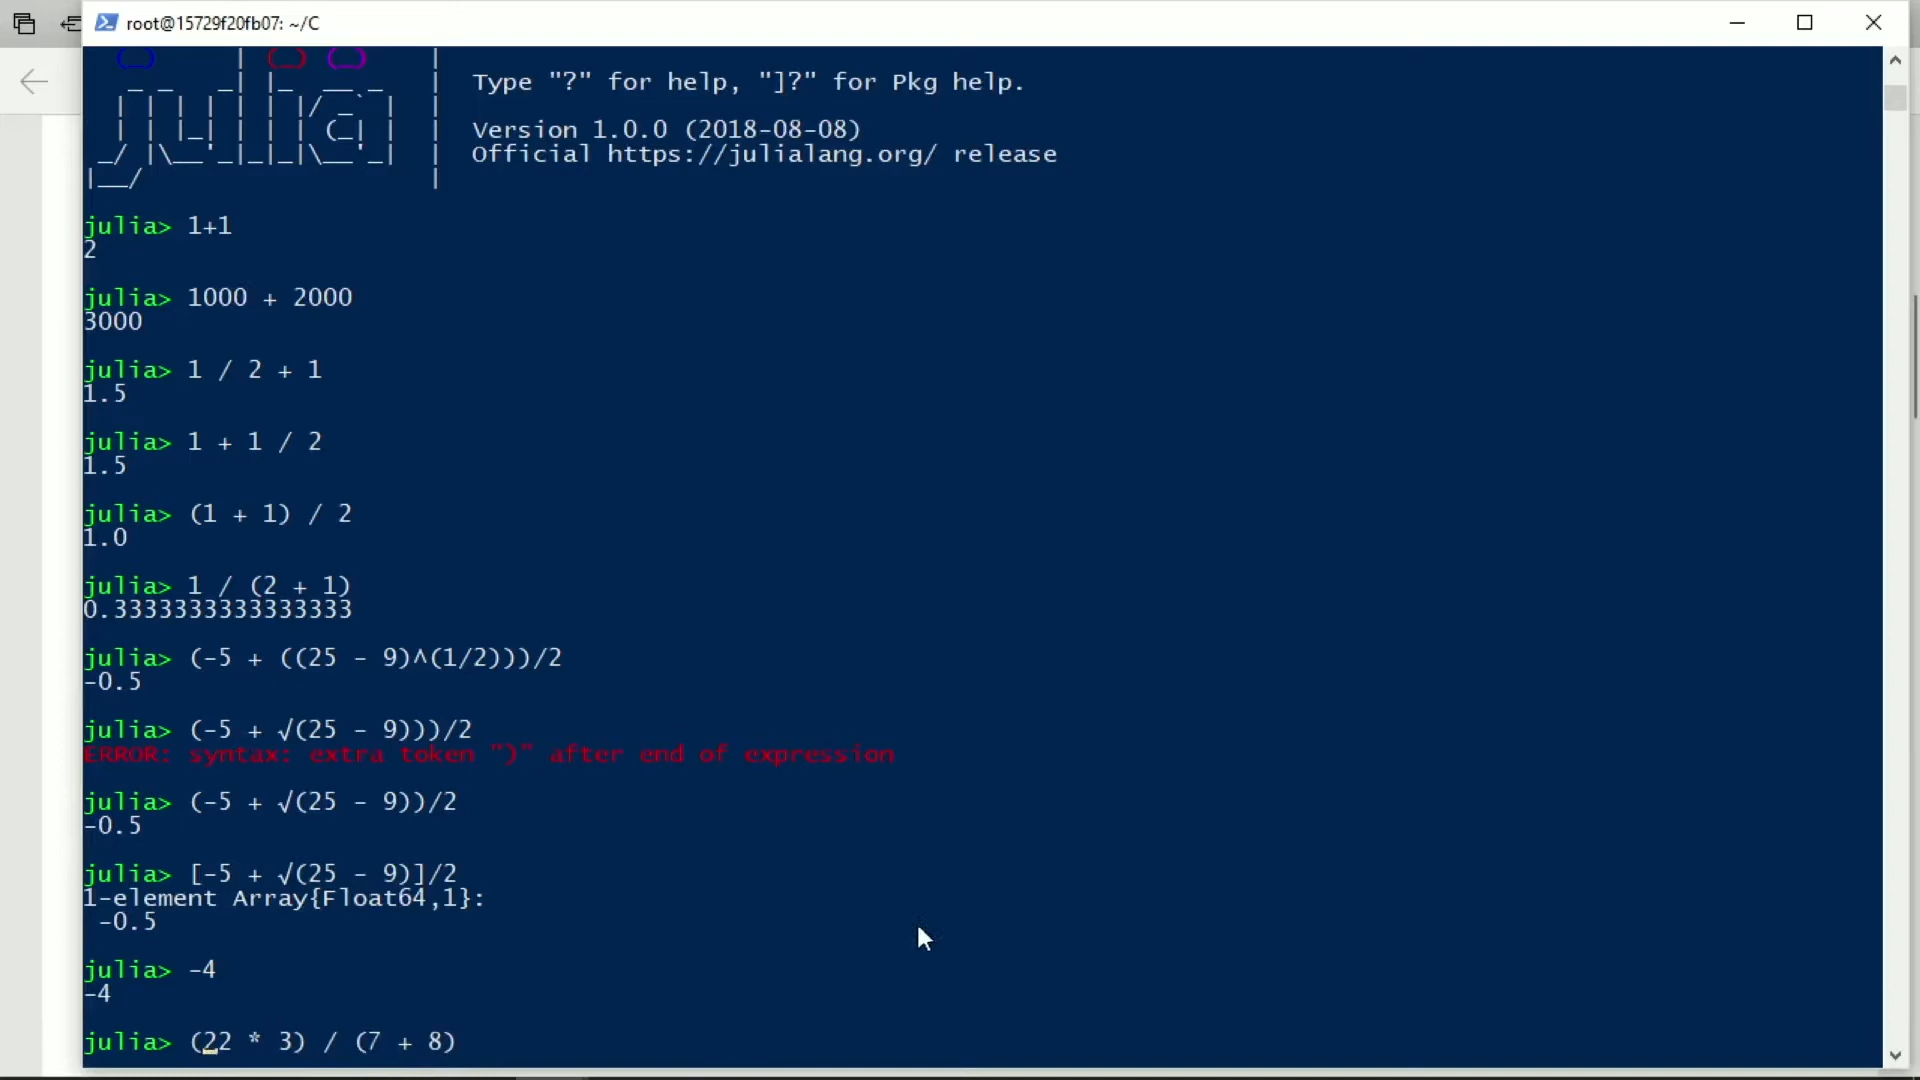 root@15729f20fb07: ~/C
Type "?" for help, "]?" for Pkg help.
julia
Version 1.0.0 (2018-08-08)
Official https://julialang.org/ release
julia> 1+1
2
julia> 1000 + 2000
3000
julia> 1 / 2 + 1
1.5
julia> 1 + 1 / 2
1.5
julia> (1 + 1) / 2
1.0
julia> 1 / (2 + 1)
0.3333333333333333
julia> (-5 + ((25 - 9)^(1/2)))/2
-0.5
julia> (-5 + √(25 - 9)))/2
ERROR: syntax: extra token ")" after end of expression
julia> (-5 + √(25 - 9))/2
-0.5
julia> [-5 + √(25 - 9)]/2
1-element Array{Float64,1}:
-0.5
julia> -4
-4
julia> (22 * 3) / (7 + 8)